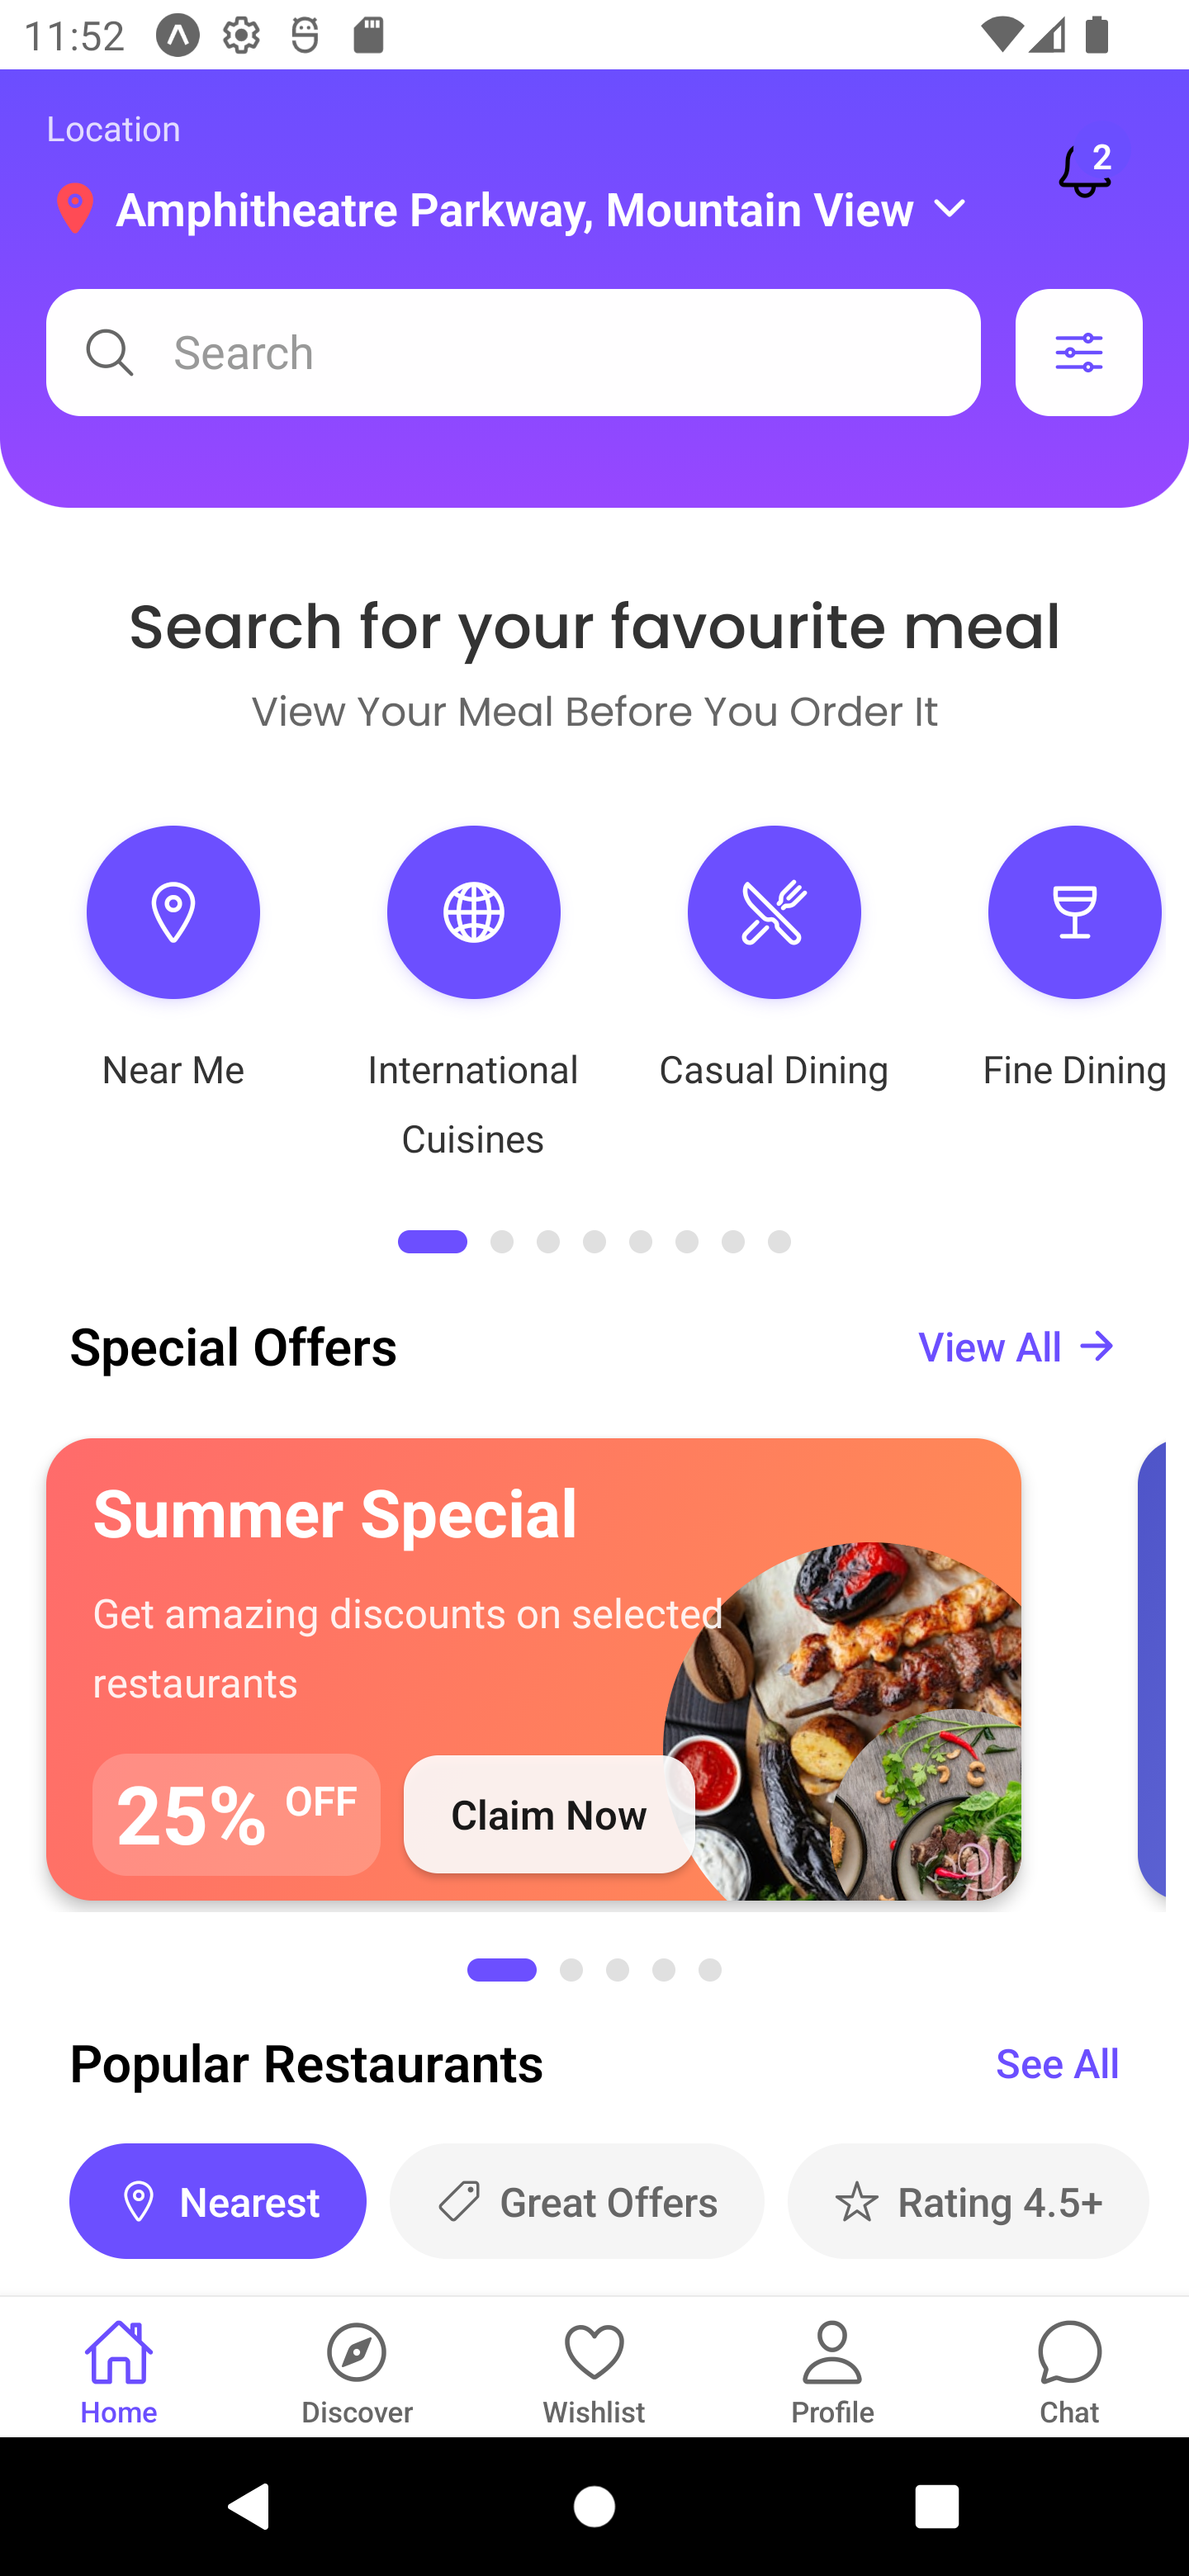 11:52
Location
Amphitheatre Parkway, Mountain View
2
Search
Search for your favourite meal
View Your Meal Before You Order It
Near Me
International
Cuisines
Casual Dining
Fine Dining
Special Offers
View All
Summer Special
Get amazing discounts on selected
restaurants
25% OFF
Claim Now
Popular Restaurants
See All
Nearest
Great Offers
Rating 4.5+
Home
Discover
Wishlist
Profile
Chat